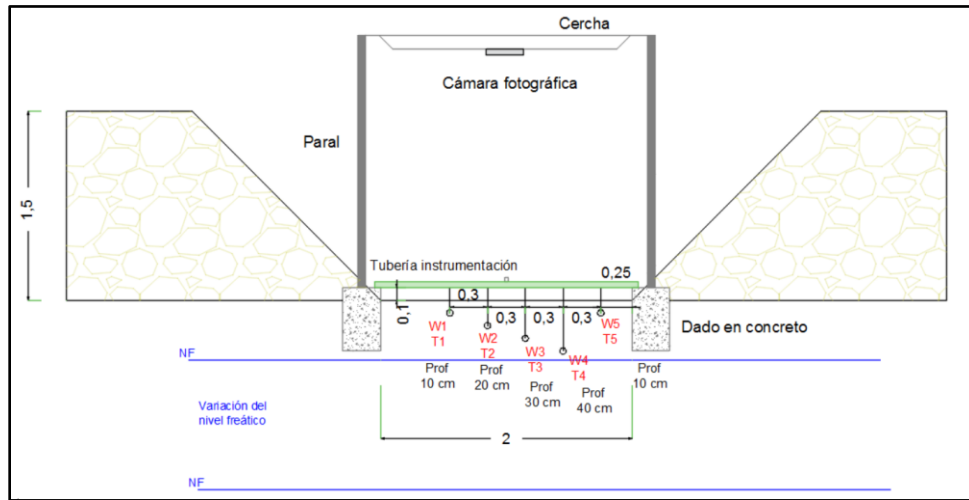 Cercha
Cámara fotográfica
Paral
1,5
Tubería instrumentación
0,25
0,3
0,1
0,3
0,3
0,3
W1
T1
W2
T2
W3
T3
W4
T4
W5
T5
Dado en concreto
NF
Prof
10 cm
Prof
20 cm
Prof
30 cm
Prof
40 cm
Prof
10 cm
Variación del
nivel freático
2
NF